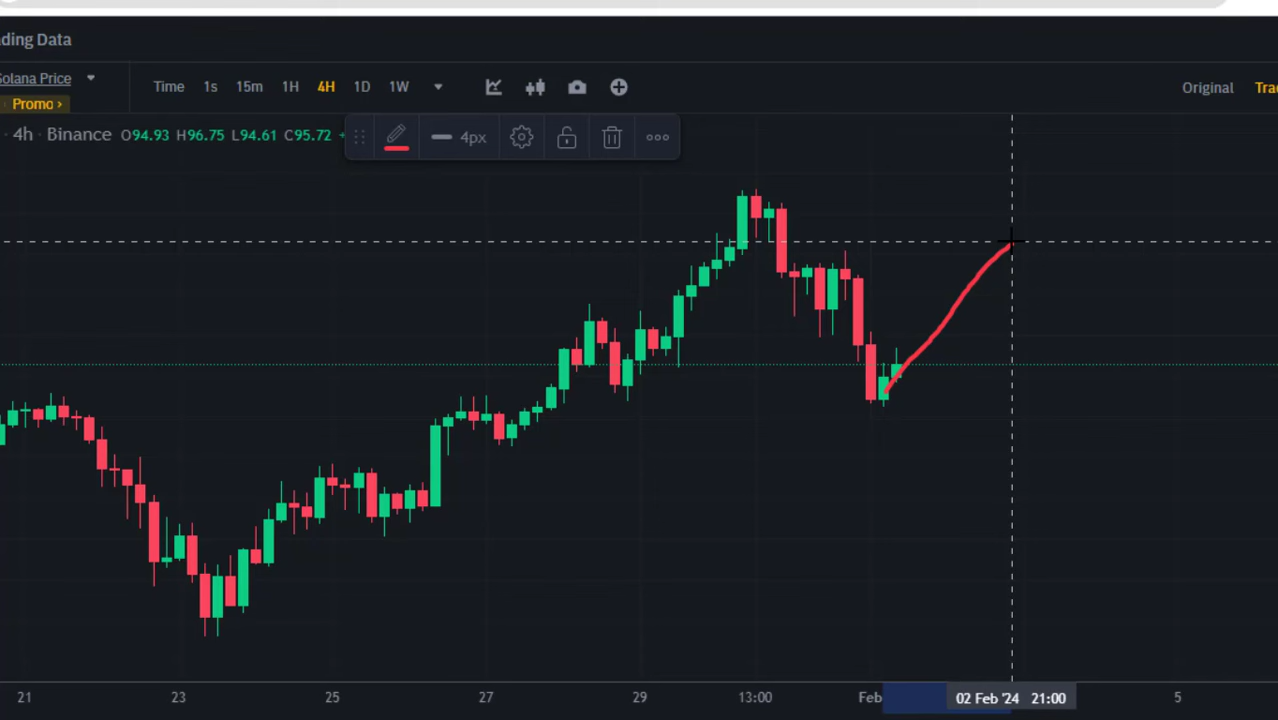 ding Data
Solana Price
Promo ›
Time 1s 15m 1H 4H 1D 1W
Original Trad
· 4h · Binance O94.93 H96.75 L94.61 C95.72 +
4px
21 23 25 27 29 13:00 Feb 02 Feb '24 21:00 5